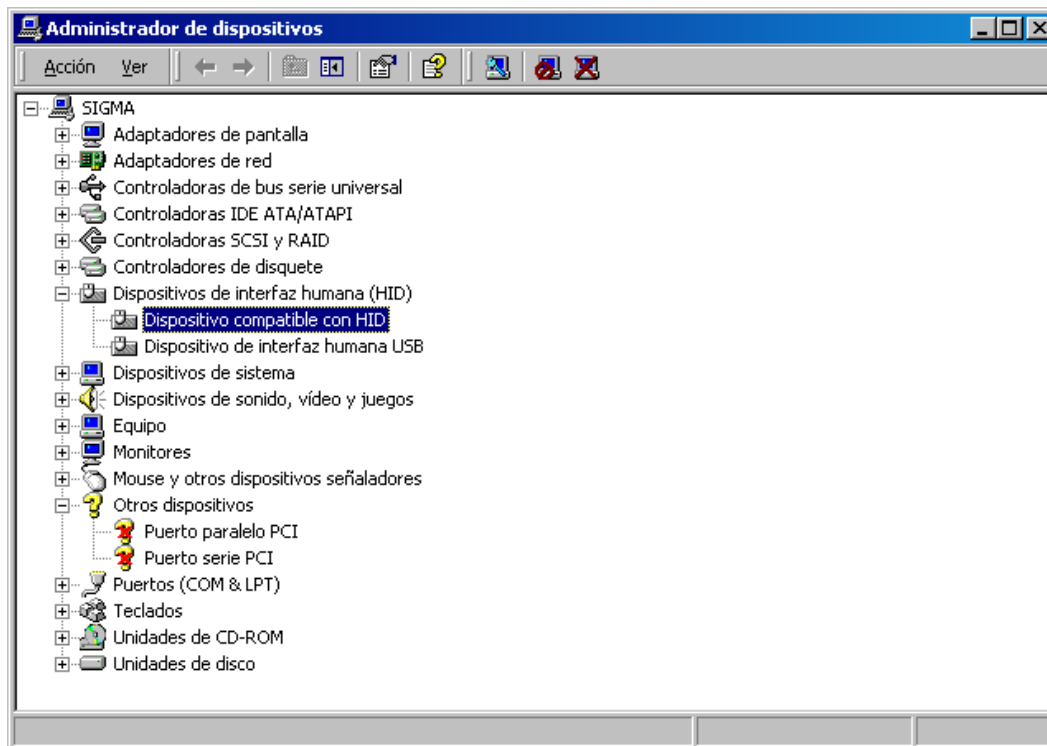 Administrador de dispositivos
Acción Ver
SIGMA
Adaptadores de pantalla
Adaptadores de red
Controladoras de bus serie universal
Controladoras IDE ATA/ATAPI
Controladoras SCSI y RAID
Controladores de disquete
Dispositivos de interfaz humana (HID)
Dispositivo compatible con HID
Dispositivo de interfaz humana USB
Dispositivos de sistema
Dispositivos de sonido, vídeo y juegos
Equipo
Monitores
Mouse y otros dispositivos señaladores
Otros dispositivos
Puerto paralelo PCI
Puerto serie PCI
Puertos (COM & LPT)
Teclados
Unidades de CD-ROM
Unidades de disco